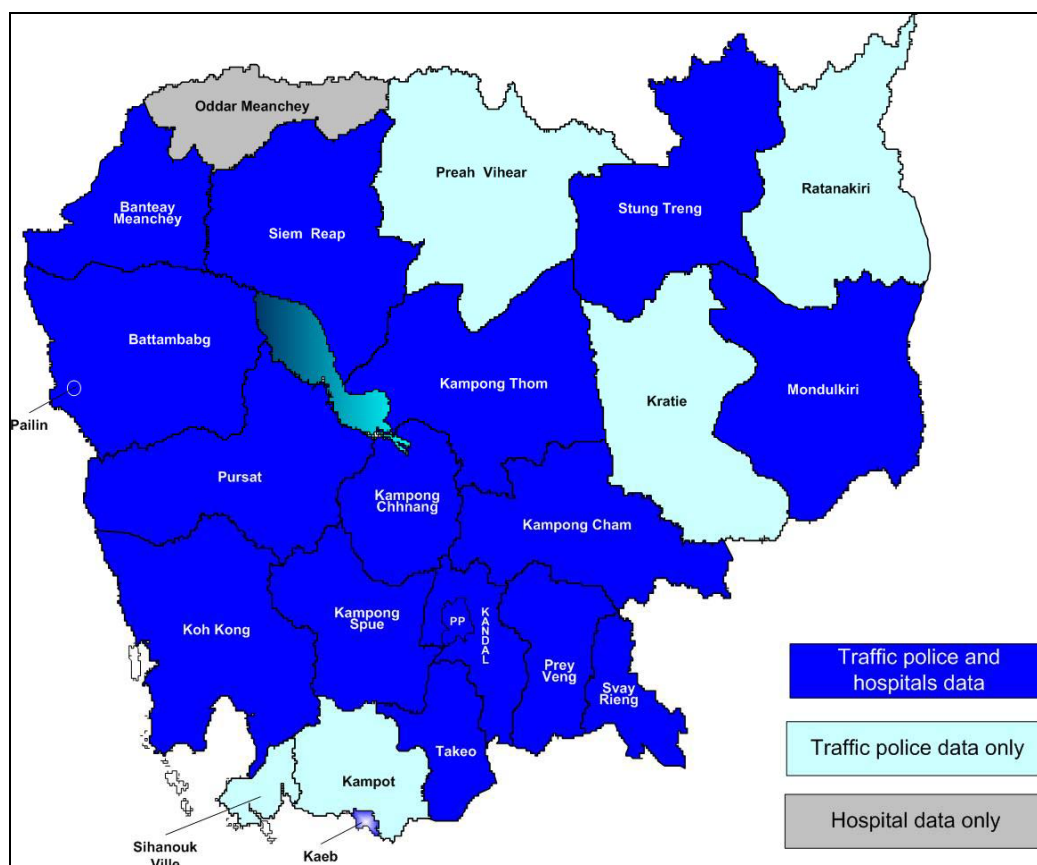 Oddar Meanchey
Preah Vihear
Ratanakiri
Banteay
Meanchey
Siem Reap
Stung Treng
Battambabg
Kampong Thom
Kratie
Mondulkiri
Pailin
Pursat
Kampong
Chhnang
Kampong Cham
Koh Kong
Kampong
Spue
PP
KANDAL
Prey
Veng
Svay
Rieng
Takeo
Kampot
Sihanouk
Ville
Kaeb
Traffic police and
hospitals data
Traffic police data only
Hospital data only